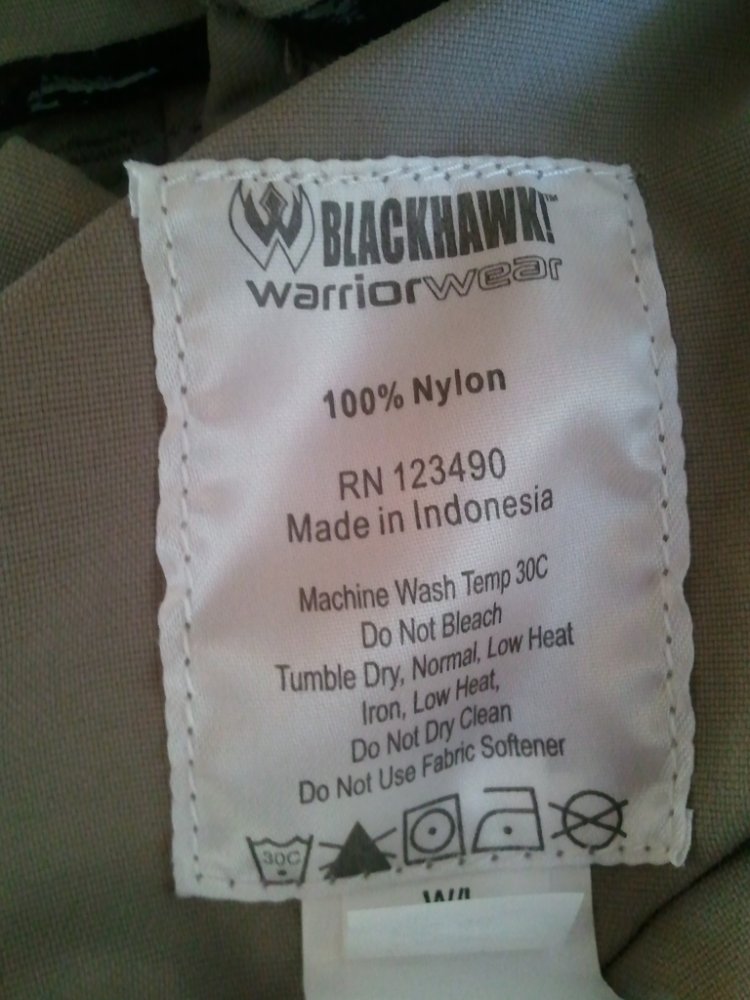 BLACKHAWK!™
warriorwear
100% Nylon
RN 123490
Made in Indonesia
Machine Wash Temp 30C
Do Not Bleach
Tumble Dry, Normal, Low Heat
Iron, Low Heat,
Do Not Dry Clean
Do Not Use Fabric Softener
30C